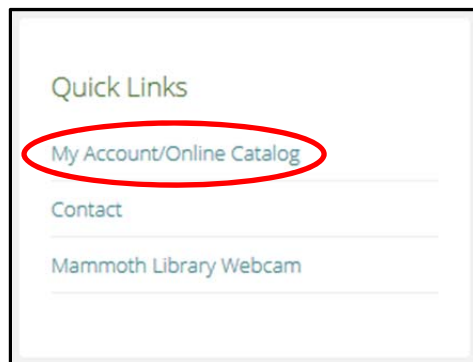 Quick Links
My Account/Online Catalog
Contact
Mammoth Library Webcam